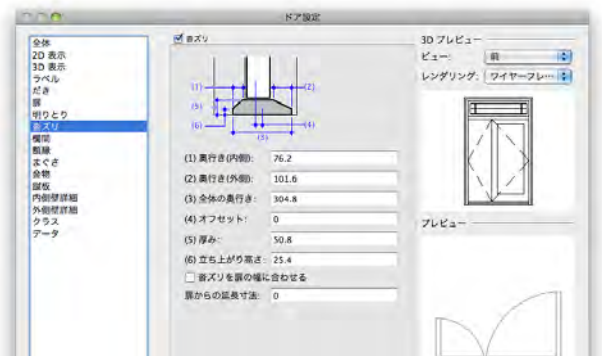 ドア設定
全体
2D 表示
3D 表示
ラベル
だき
扉
明りとり
沓ズリ
欄間
額縁
まぐさ
金物
蹴板
内側壁詳細
外側壁詳細
クラス
データ
沓ズリ
(1)
(2)
(5)
(6)
(4)
(3)
(1) 奥行き(内側): 76.2
(2) 奥行き(外側): 101.6
(3) 全体の奥行き: 304.8
(4) オフセット: 0
(5) 厚み: 50.8
(6) 立ち上がり高さ: 25.4
沓ズリを扉の幅に合わせる
扉からの延長寸法: 0
3D プレビュー
ビュー: 前
レンダリング: ワイヤーフレ…
プレビュー